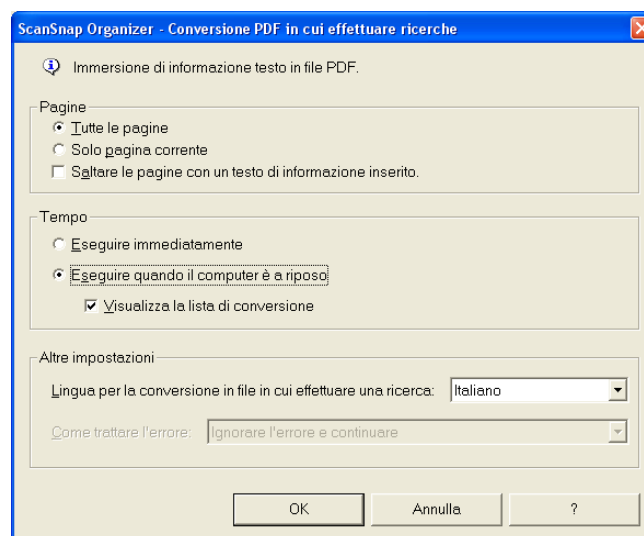 ScanSnap Organizer - Conversione PDF in cui effettuare ricerche
Immersione di informazione testo in file PDF.
Pagine
Tutte le pagine
Solo pagina corrente
Saltare le pagine con un testo di informazione inserito.
Tempo
Eseguire immediatamente
Eseguire quando il computer è a riposo
Visualizza la lista di conversione
Altre impostazioni
Lingua per la conversione in file in cui effettuare una ricerca: Italiano
Come trattare l'errore: Ignorare l'errore e continuare
OK Annulla ?